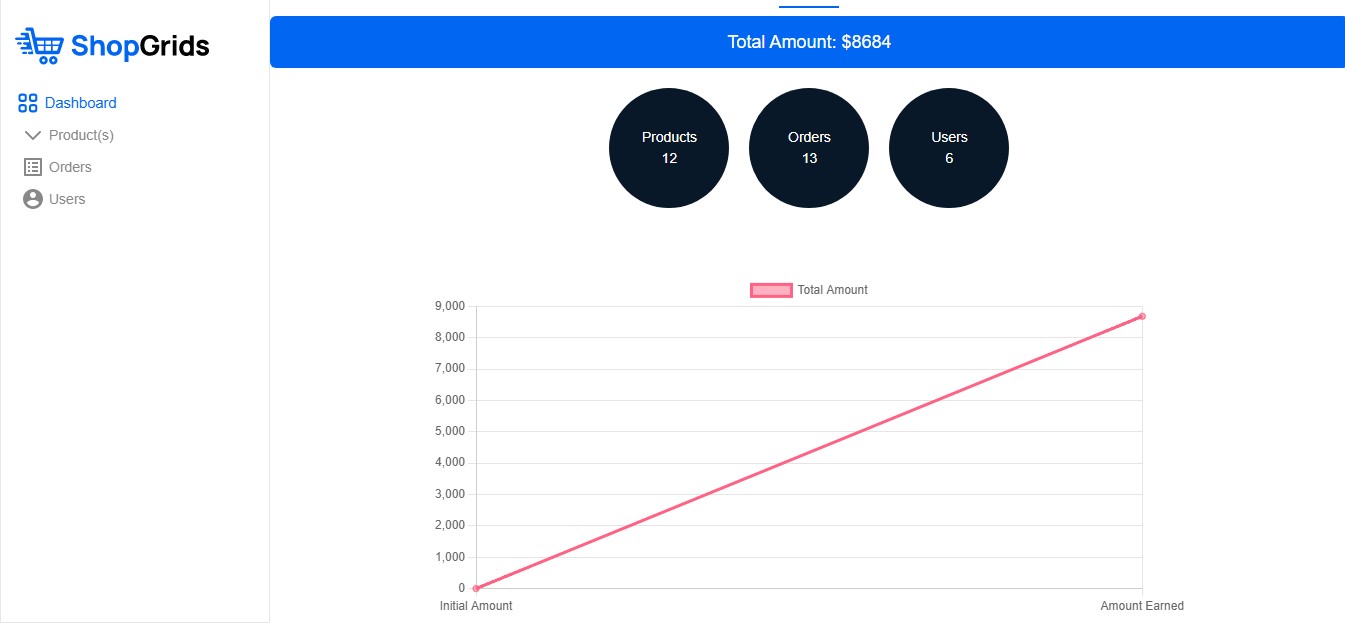 ShopGrids
Dashboard
Product(s)
Orders
Users
Total Amount: $8684
Products
12
Orders
13
Users
6
Total Amount
9,000
8,000
7,000
6,000
5,000
4,000
3,000
2,000
1,000
0
Initial Amount
Amount Earned